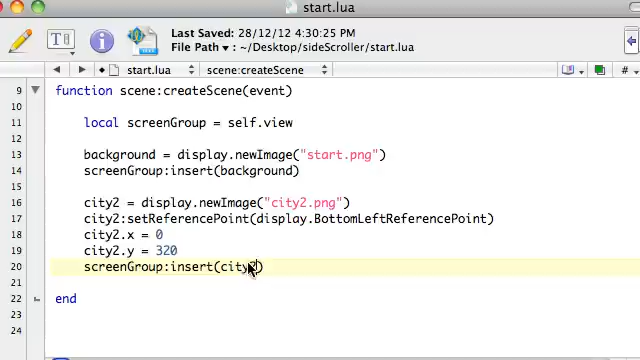 start.lua
Last Saved: 28/12/12 4:30:25 PM
File Path ▾ : ~/Desktop/sideScroller/start.lua
T
i
start.lua
scene:createScene
#
9 function scene:createScene(event)
10
11 local screenGroup = self.view
12
13 background = display.newImage("start.png")
14 screenGroup:insert(background)
15
16 city2 = display.newImage("city2.png")
17 city2:setReferencePoint(display.BottomLeftReferencePoint)
18 city2.x = 0
19 city2.y = 320
20 screenGroup:insert(city2)
21
22 end
23
24